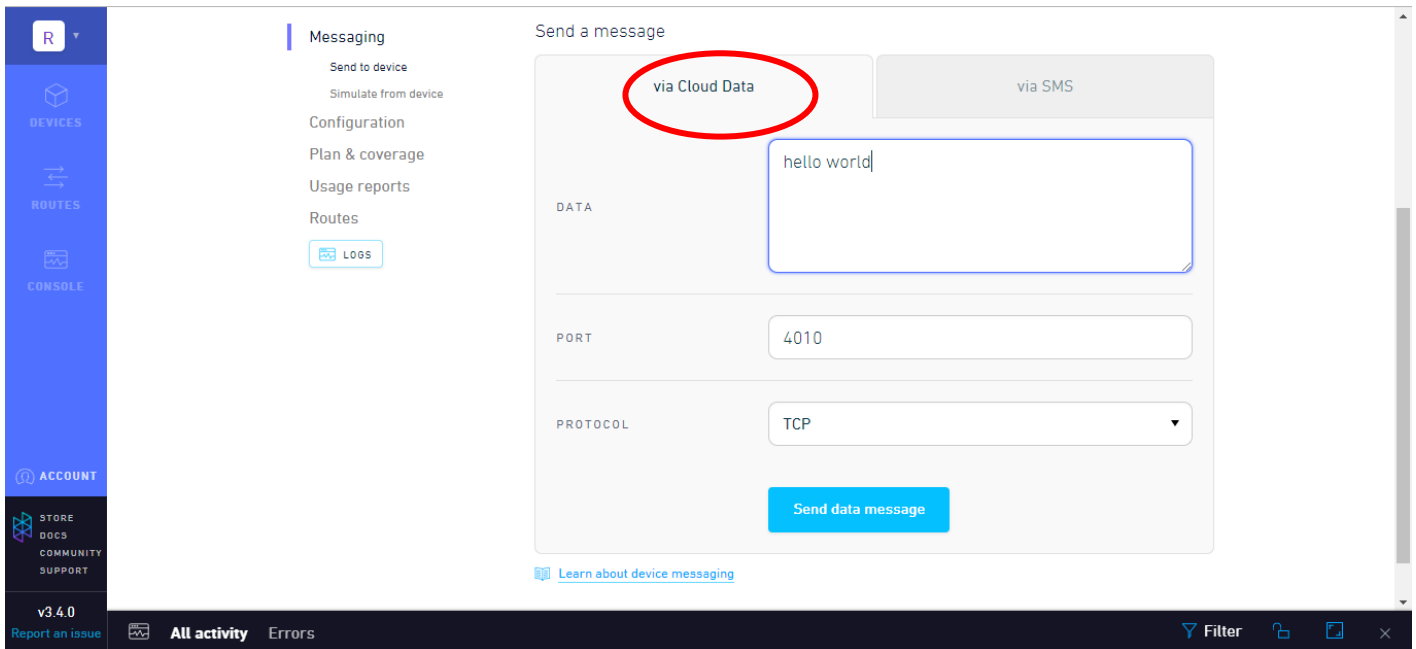 R
DEVICES
ROUTES
CONSOLE
ACCOUNT
STORE
DOCS
COMMUNITY
SUPPORT
v3.4.0
Report an issue
Messaging
Send to device
Simulate from device
Configuration
Plan & coverage
Usage reports
Routes
LOGS
Send a message
via Cloud Data
via SMS
DATA
hello world
PORT
4010
PROTOCOL
TCP
Send data message
Learn about device messaging
All activity
Errors
Filter